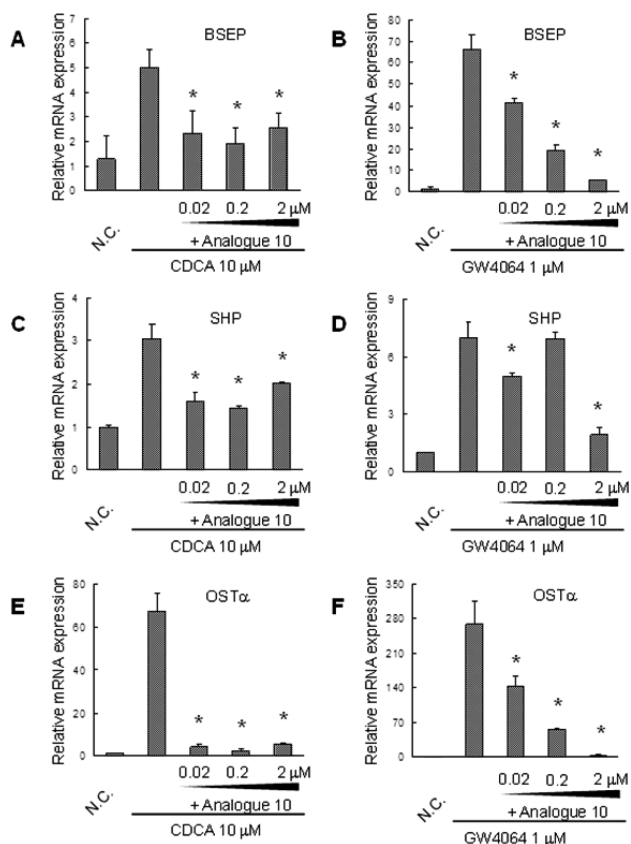 A
BSEP
Relative mRNA expression
7
6
5
4
3
2
1
0
*
*
*
0.02 0.2 2 μM
N.C.
+ Analogue 10
CDCA 10 μM
B
BSEP
Relative mRNA expression
80
70
60
50
40
30
20
10
0
*
*
*
0.02 0.2 2 μM
N.C.
+ Analogue 10
GW4064 1 μM
C
SHP
Relative mRNA expression
4
3
2
1
0
*
*
*
0.02 0.2 2 μM
N.C.
+ Analogue 10
CDCA 10 μM
D
SHP
Relative mRNA expression
9
6
3
0
*
*
0.02 0.2 2 μM
N.C.
+ Analogue 10
GW4064 1 μM
E
OSTα
Relative mRNA expression
80
60
40
20
0
*
*
*
0.02 0.2 2 μM
N.C.
+ Analogue 10
CDCA 10 μM
F
OSTα
Relative mRNA expression
350
280
210
140
70
0
*
*
*
0.02 0.2 2 μM
N.C.
+ Analogue 10
GW4064 1 μM